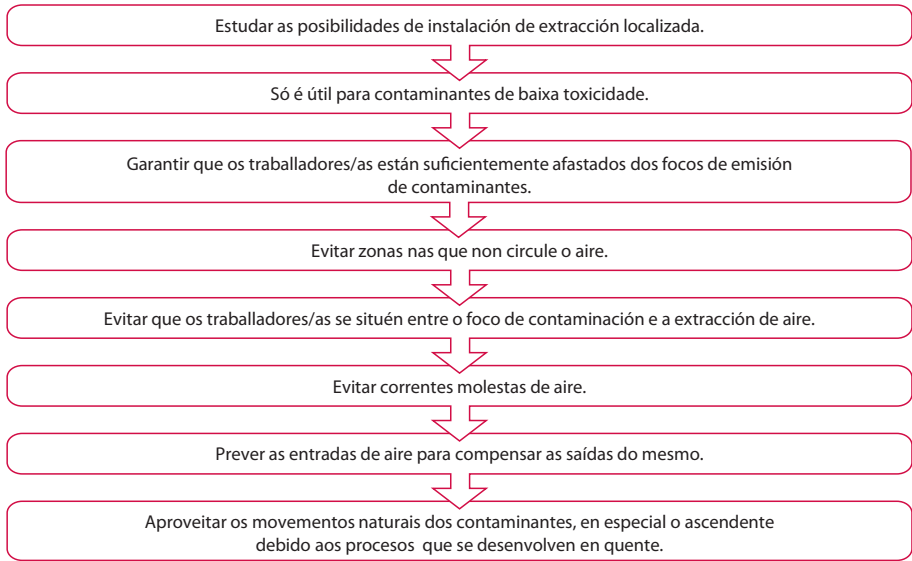 Estudar as posibilidades de instalación de extracción localizada.
Só é útil para contaminantes de baixa toxicidade.
Garantir que os traballadores/as están suficientemente afastados dos focos de emisión
de contaminantes.
Evitar zonas nas que non circule o aire.
Evitar que os traballadores/as se situén entre o foco de contaminación e a extracción de aire.
Evitar correntes molestas de aire.
Prever as entradas de aire para compensar as saídas do mesmo.
Aproveitar os movementos naturais dos contaminantes, en especial o ascendente
debido aos procesos que se desenvolven en quente.